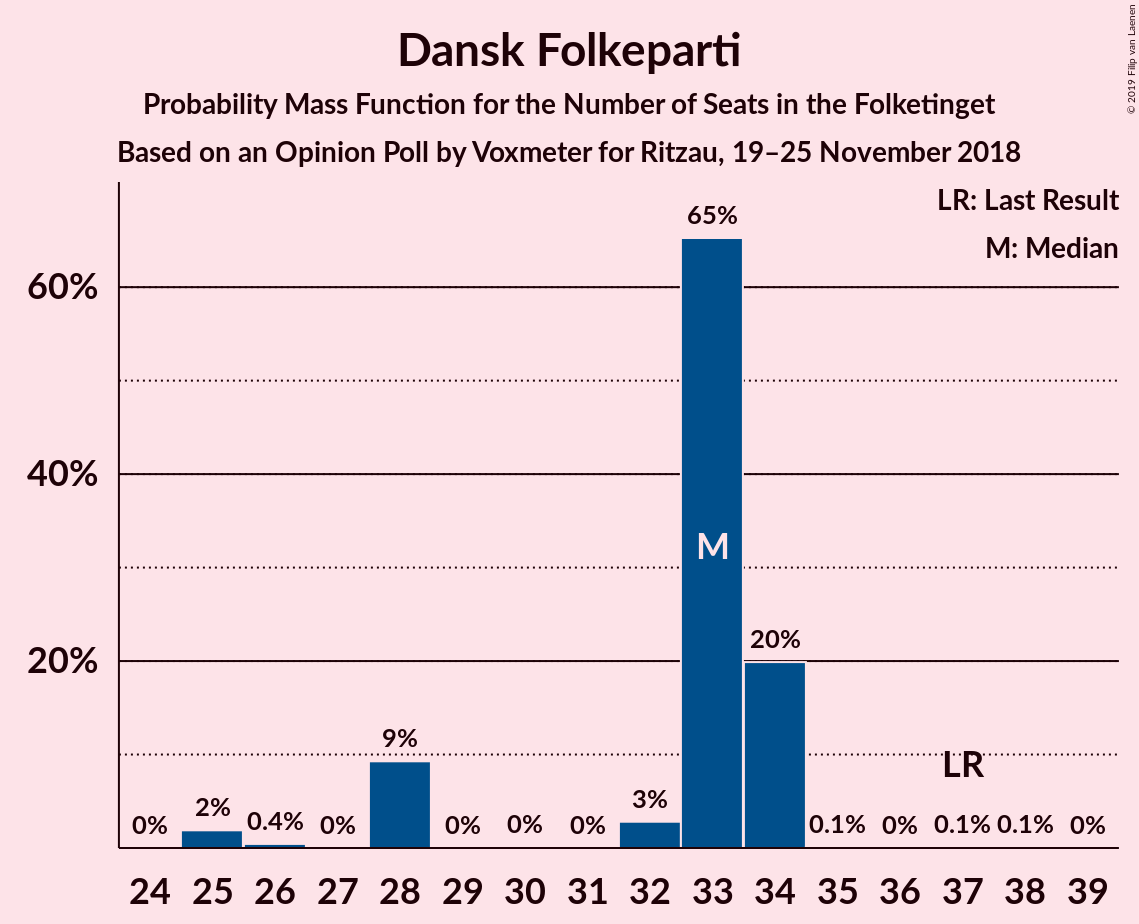 Dansk Folkeparti
Probability Mass Function for the Number of Seats in the Folketinget
Based on an Opinion Poll by Voxmeter for Ritzau, 19–25 November 2018
© 2019 Filip van Laenen
LR: Last Result
M: Median
60%
40%
20%
0%
2%
0.4%
0%
9%
0%
0%
0%
3%
65%
M
20%
0.1%
0%
LR
0.1%
0.1%
0%
24 25 26 27 28 29 30 31 32 33 34 35 36 37 38 39